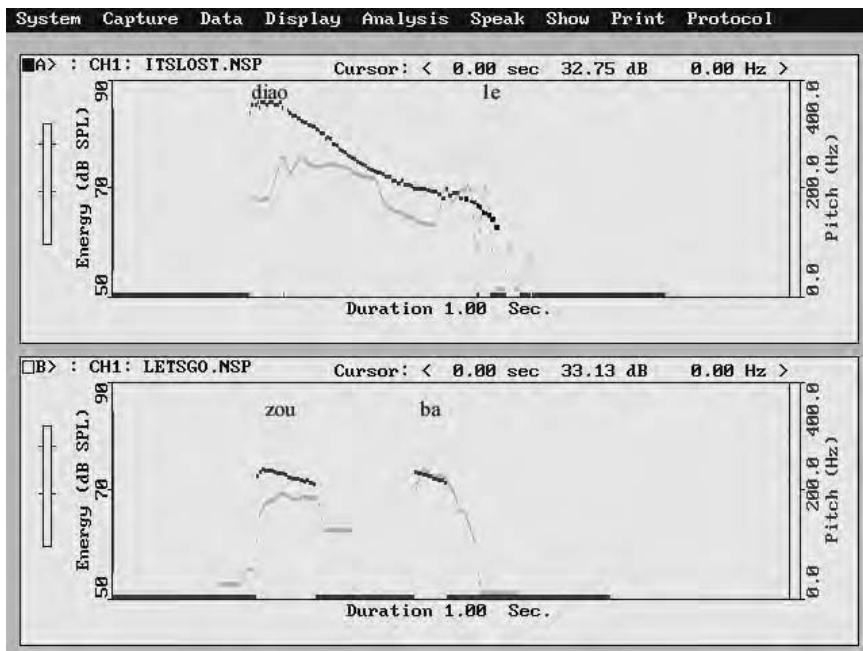 System Capture Data Display Analysis Speak Show Print Protocol
A> : CH1: ITSLOST.NSP Cursor: < 0.00 sec 32.75 dB 0.00 Hz >
diao le
90
70
50
Energy (dB SPL)
400.0
200.0
0.0
Pitch (Hz)
Duration 1.00 Sec.
B> : CH1: LETSGO.NSP Cursor: < 0.00 sec 33.13 dB 0.00 Hz >
zou ba
90
70
50
Energy (dB SPL)
400.0
200.0
0.0
Pitch (Hz)
Duration 1.00 Sec.